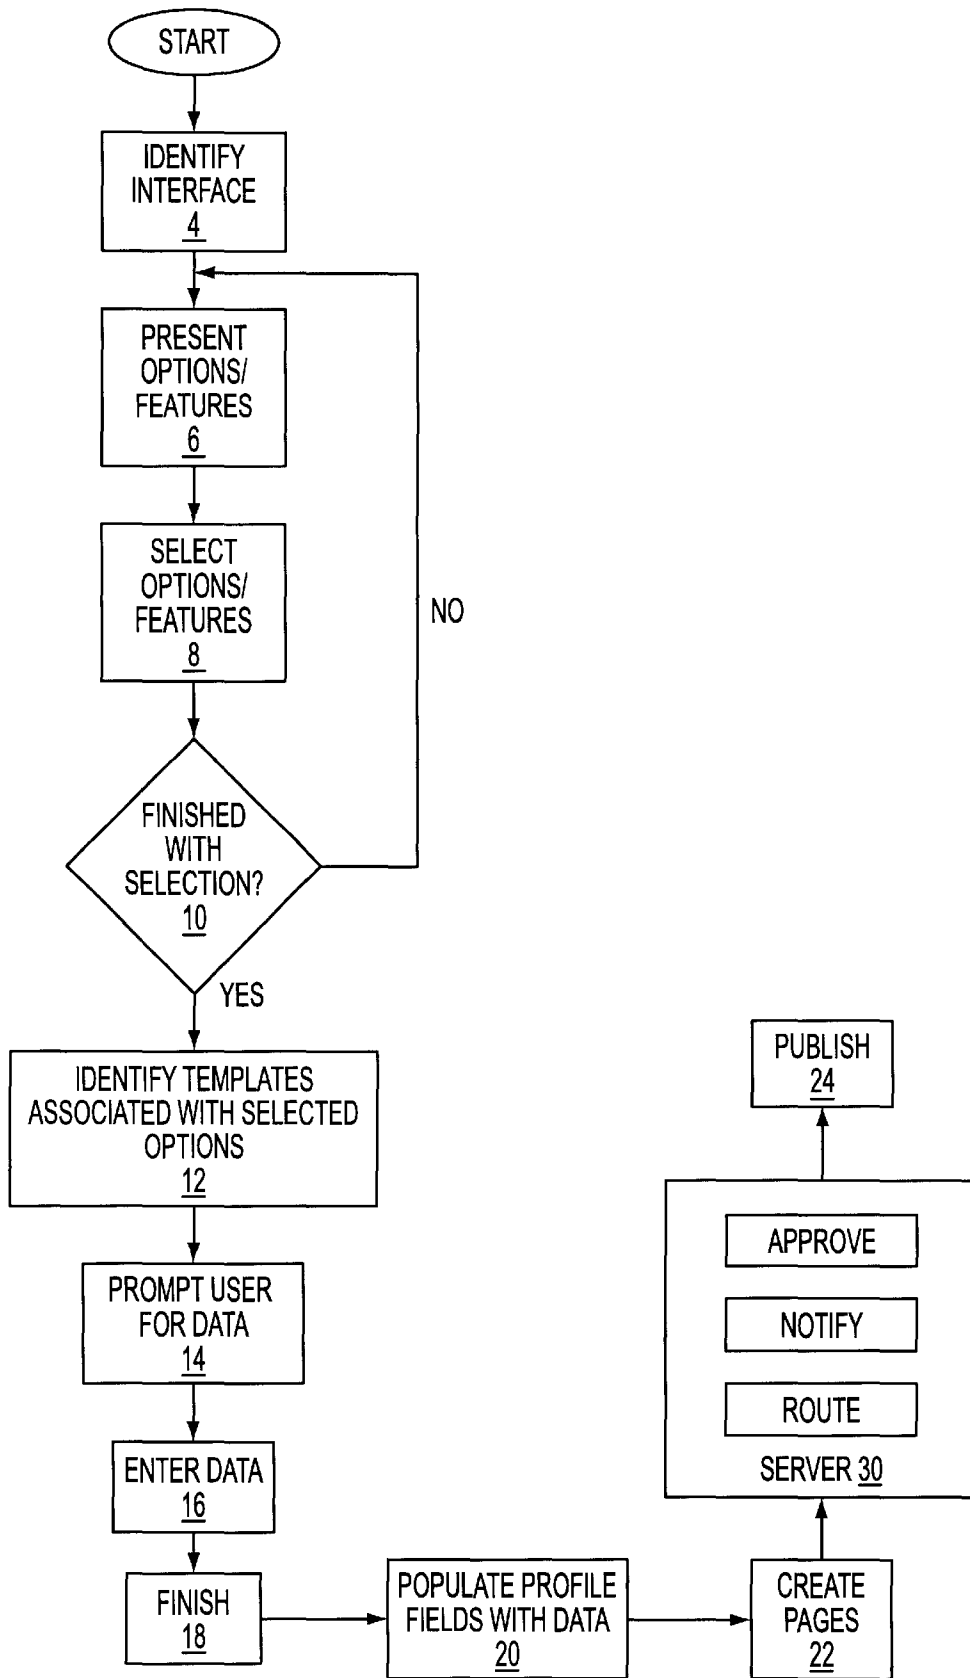 START
IDENTIFY
INTERFACE
4
PRESENT
OPTIONS/
FEATURES
6
SELECT
OPTIONS/
FEATURES
8
NO
FINISHED
WITH
SELECTION?
10
YES
IDENTIFY TEMPLATES
ASSOCIATED WITH SELECTED
OPTIONS
12
PROMPT USER
FOR DATA
14
ENTER DATA
16
FINISH
18
POPULATE PROFILE
FIELDS WITH DATA
20
CREATE
PAGES
22
APPROVE
NOTIFY
ROUTE
SERVER 30
PUBLISH
24